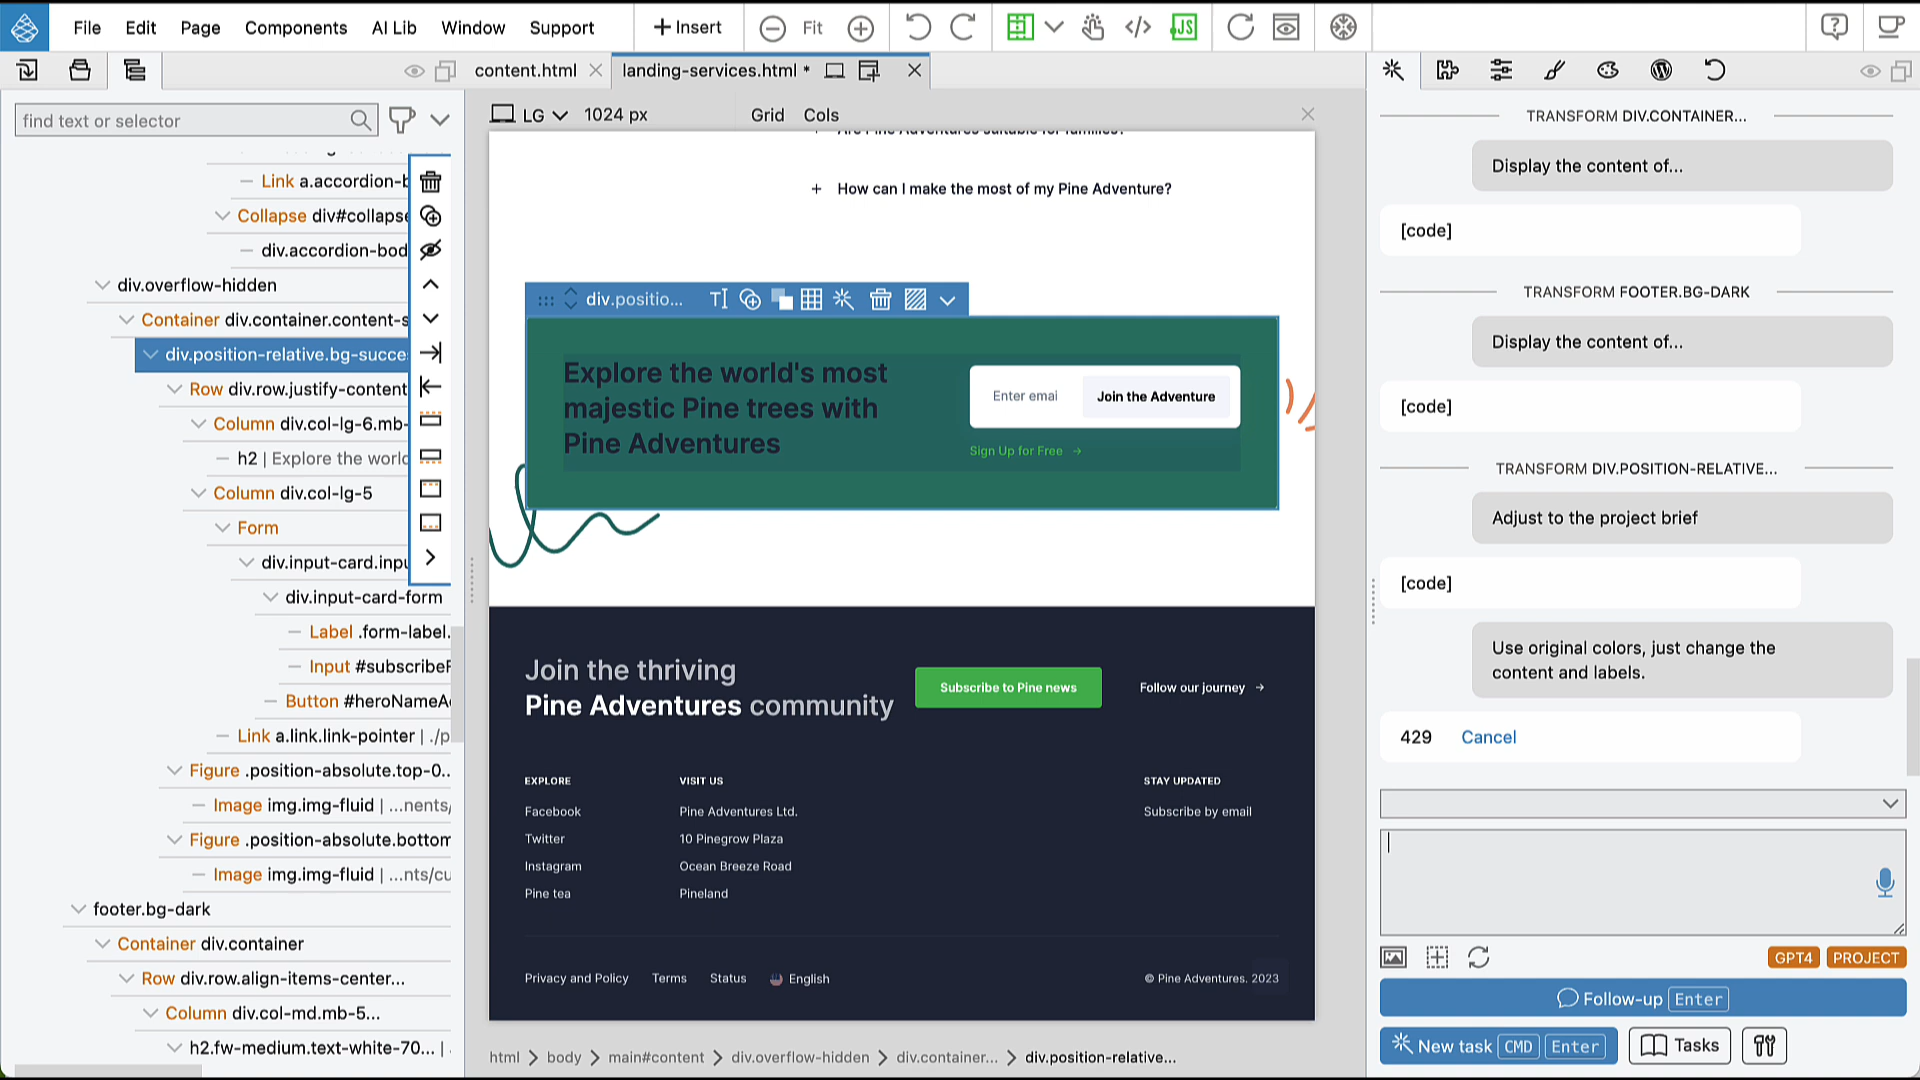 File Edit Page Components AI Lib Window Support + Insert Fit JS
content.html landing-services.html *
find text or selector
LG 1024 px Grid Cols
Link a.accordion-b
Collapse div#collapse
div.accordion-bod
div.overflow-hidden
Container div.container.content-s
div.position-relative.bg-succes
Row div.row.justify-content
Column div.col-lg-6.mb-
h2 | Explore the world
Column div.col-lg-5
Form
div.input-card.inpu
div.input-card-form
Label .form-label.
Input #subscribeF
Button #heroNameA
Link a.link.link-pointer | ./p
Figure .position-absolute.top-0..
Image img.img-fluid | ...nents/
Figure .position-absolute.bottom
Image img.img-fluid | ...nts/cu
footer.bg-dark
Container div.container
Row div.row.align-items-center...
Column div.col-md.mb-5...
h2.fw-medium.text-white-70... | .
Are Pine Adventures suitable for families?
+ How can I make the most of my Pine Adventure?
div.positio...
Explore the world's most
majestic Pine trees with
Pine Adventures
Enter emai
Join the Adventure
Sign Up for Free →
Join the thriving
Pine Adventures community
Subscribe to Pine news
Follow our journey →
EXPLORE
Facebook
Twitter
Instagram
Pine tea
VISIT US
Pine Adventures Ltd.
10 Pinegrow Plaza
Ocean Breeze Road
Pineland
STAY UPDATED
Subscribe by email
Privacy and Policy Terms Status English
© Pine Adventures. 2023
html > body > main#content > div.overflow-hidden > div.container... > div.position-relative...
TRANSFORM DIV.CONTAINER...
Display the content of...
[code]
TRANSFORM FOOTER.BG-DARK
Display the content of...
[code]
TRANSFORM DIV.POSITION-RELATIVE...
Adjust to the project brief
[code]
Use original colors, just change the
content and labels.
429 Cancel
GPT4 PROJECT
Follow-up Enter
New task CMD Enter Tasks